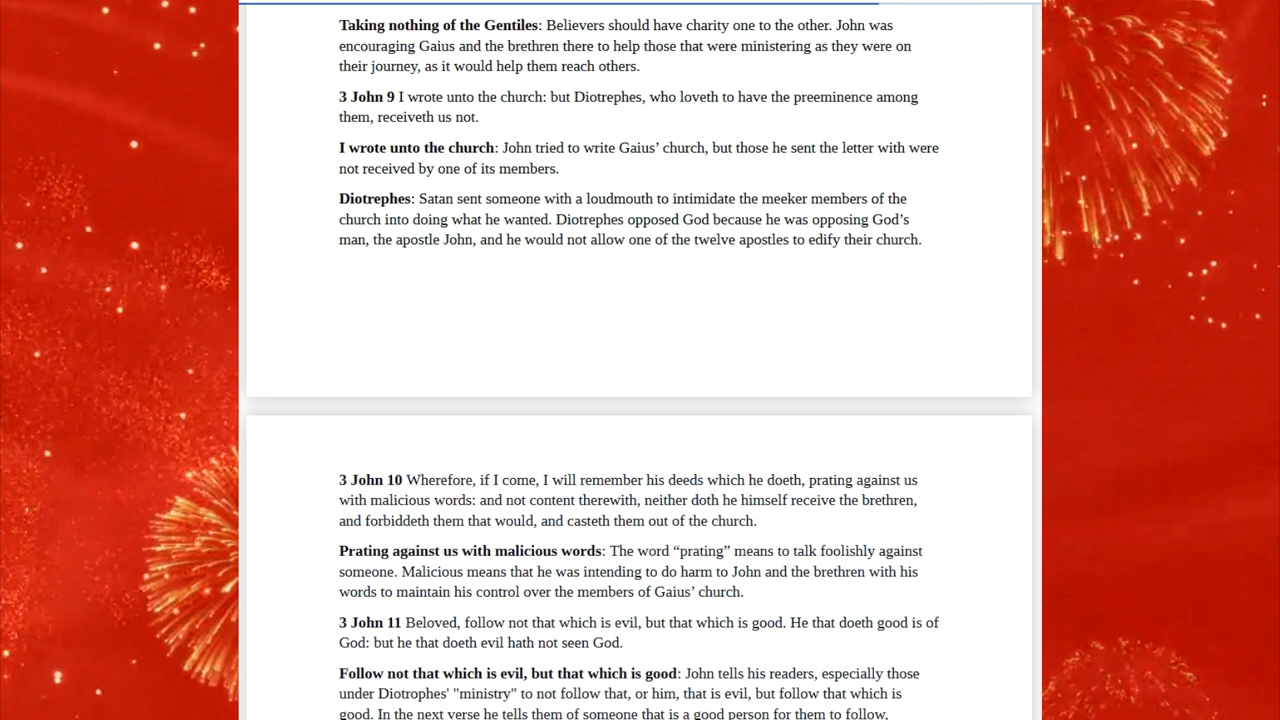 Taking nothing of the Gentiles: Believers should have charity one to the other. John was
encouraging Gaius and the brethren there to help those that were ministering as they were on
their journey, as it would help them reach others.
3 John 9 I wrote unto the church: but Diotrephes, who loveth to have the preeminence among
them, receiveth us not.
I wrote unto the church: John tried to write Gaius’ church, but those he sent the letter with were
not received by one of its members.
Diotrephes: Satan sent someone with a loudmouth to intimidate the meeker members of the
church into doing what he wanted. Diotrephes opposed God because he was opposing God’s
man, the apostle John, and he would not allow one of the twelve apostles to edify their church.
3 John 10 Wherefore, if I come, I will remember his deeds which he doeth, prating against us
with malicious words: and not content therewith, neither doth he himself receive the brethren,
and forbiddeth them that would, and casteth them out of the church.
Prating against us with malicious words: The word “prating” means to talk foolishly against
someone. Malicious means that he was intending to do harm to John and the brethren with his
words to maintain his control over the members of Gaius’ church.
3 John 11 Beloved, follow not that which is evil, but that which is good. He that doeth good is of
God: but he that doeth evil hath not seen God.
Follow not that which is evil, but that which is good: John tells his readers, especially those
under Diotrephes' "ministry" to not follow that, or him, that is evil, but follow that which is
good. In the next verse he tells them of someone that is a good person for them to follow,